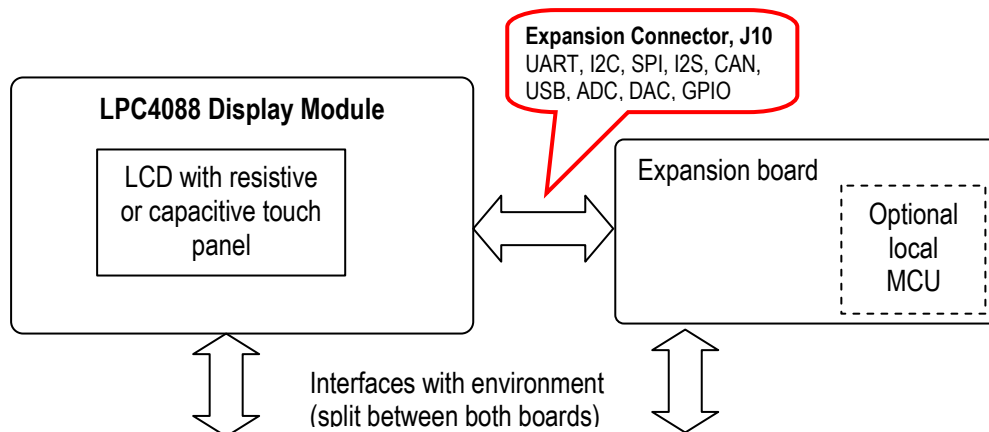 Expansion Connector, J10
UART, I2C, SPI, I2S, CAN,
USB, ADC, DAC, GPIO
LPC4088 Display Module
LCD with resistive
or capacitive touch
panel
Expansion board
Optional
local
MCU
Interfaces with environment
(split between both boards)